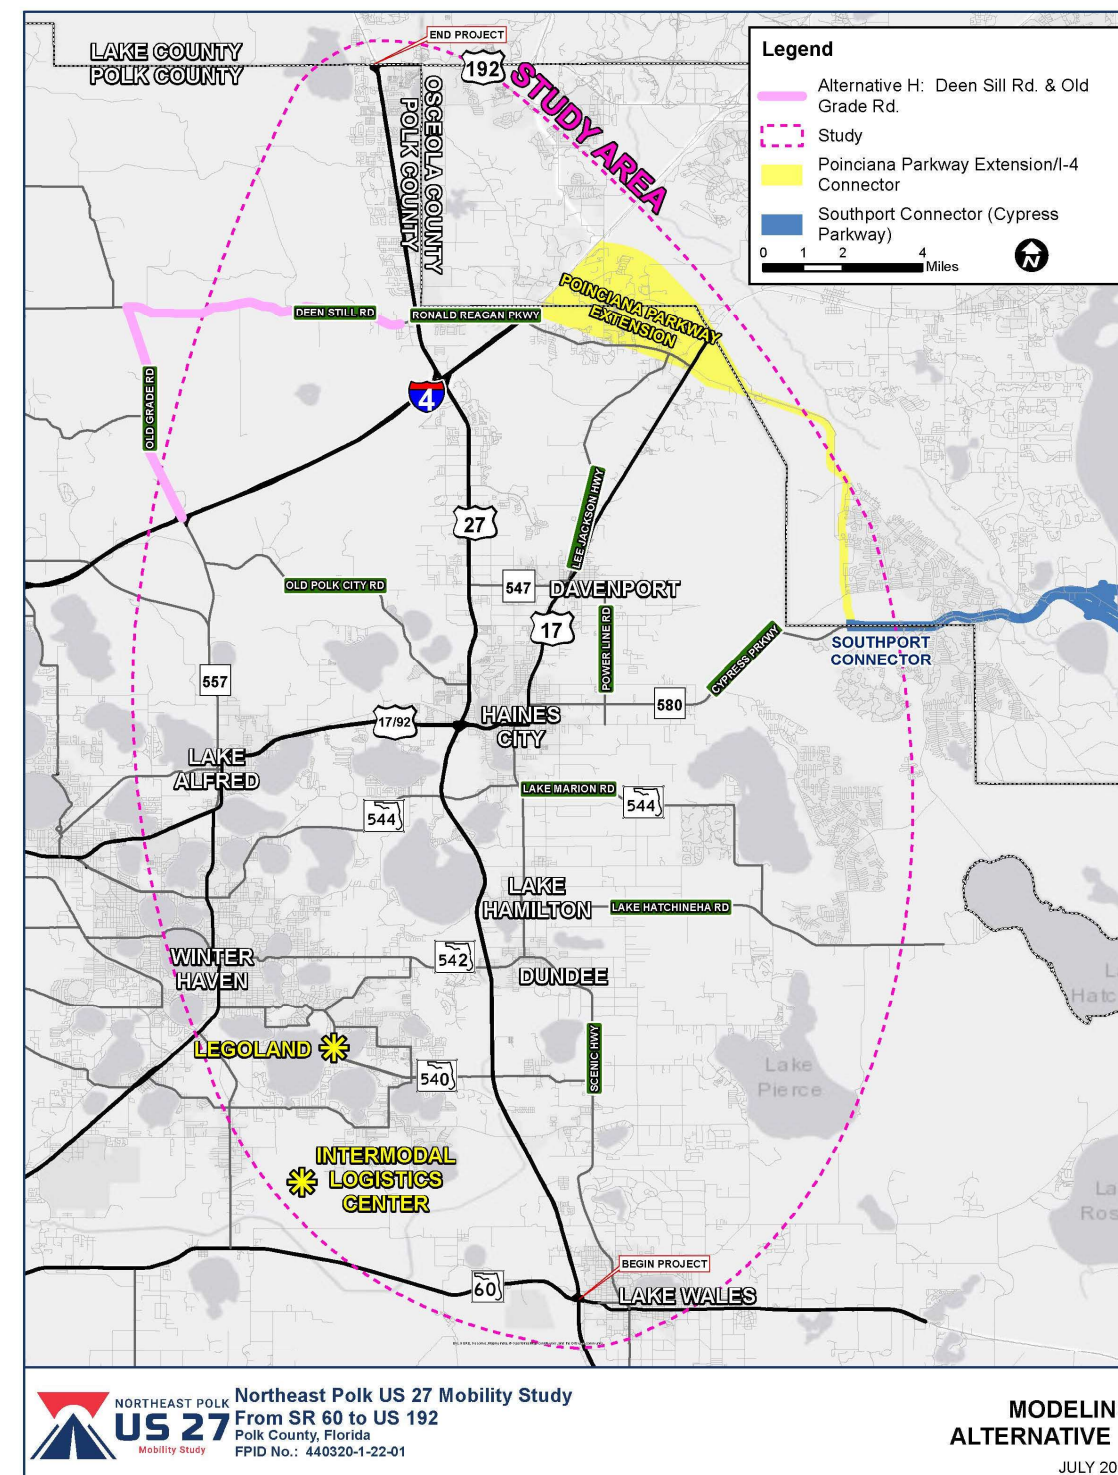 LAKE COUNTY
POLK COUNTY
END PROJECT
192
STUDY AREA
OSCEOLA COUNTY
POLK COUNTY
Legend
Alternative H: Deen Sill Rd. & Old
Grade Rd.
Study
Poinciana Parkway Extension/I-4
Connector
Southport Connector (Cypress
Parkway)
0 1 2 4
Miles
N
DEEN STILL RD
RONALD REAGAN PKWY
POINCIANA PARKWAY
EXTENSION
OLD GRADE RD
4
27
LEE JACKSON HWY
OLD POLK CITY RD
547
DAVENPORT
17
POWER LINE RD
CYPRESS PRKWY
SOUTHPORT
CONNECTOR
557
580
17/92
HAINES
CITY
LAKE
ALFRED
LAKE MARION RD
544
544
LAKE
HAMILTON
LAKE HATCHINEHA RD
WINTER
HAVEN
542
DUNDEE
L
Hatc
LEGOLAND
540
SCENIC HWY
Lake
Pierce
INTERMODAL
LOGISTICS
CENTER
La
Ros
BEGIN PROJECT
60
LAKE WALES
NORTHEAST POLK
US 27
Mobility Study
Northeast Polk US 27 Mobility Study
From SR 60 to US 192
Polk County, Florida
FPID No.: 440320-1-22-01
MODELIN
ALTERNATIVE
JULY 20